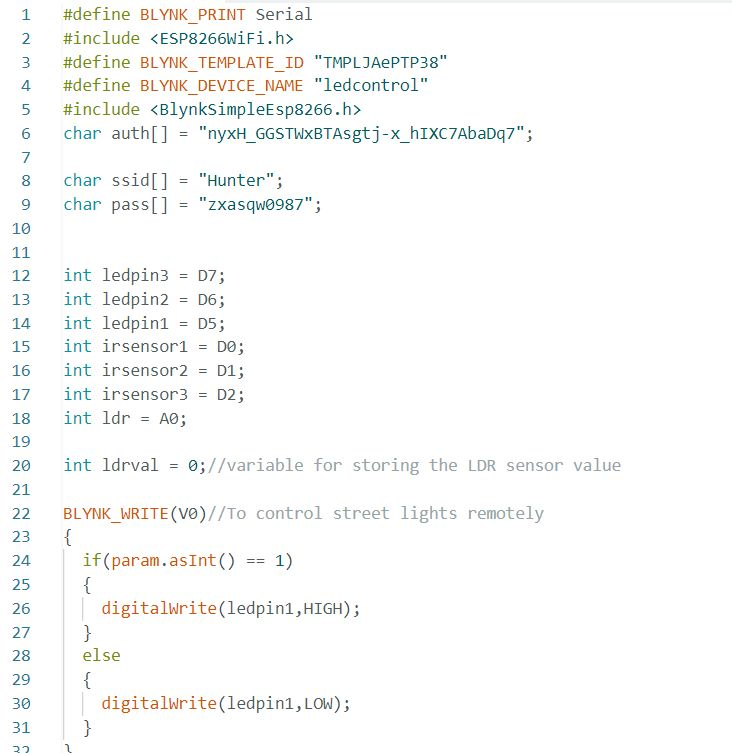 1 #define BLYNK_PRINT Serial
2 #include <ESP8266WiFi.h>
3 #define BLYNK_TEMPLATE_ID "TMPLJAePTP38"
4 #define BLYNK_DEVICE_NAME "ledcontrol"
5 #include <BlynkSimpleEsp8266.h>
6 char auth[] = "nyxH_GGSTWxBTAsgtj-x_hIXC7AbaDq7";
7
8 char ssid[] = "Hunter";
9 char pass[] = "zxasqw0987";
10
11
12 int ledpin3 = D7;
13 int ledpin2 = D6;
14 int ledpin1 = D5;
15 int irsensor1 = D0;
16 int irsensor2 = D1;
17 int irsensor3 = D2;
18 int ldr = A0;
19
20 int ldrval = 0;//variable for storing the LDR sensor value
21
22 BLYNK_WRITE(V0)//To control street lights remotely
23 {
24   if(param.asInt() == 1)
25   {
26     digitalWrite(ledpin1,HIGH);
27   }
28   else
29   {
30     digitalWrite(ledpin1,LOW);
31   }
32 }